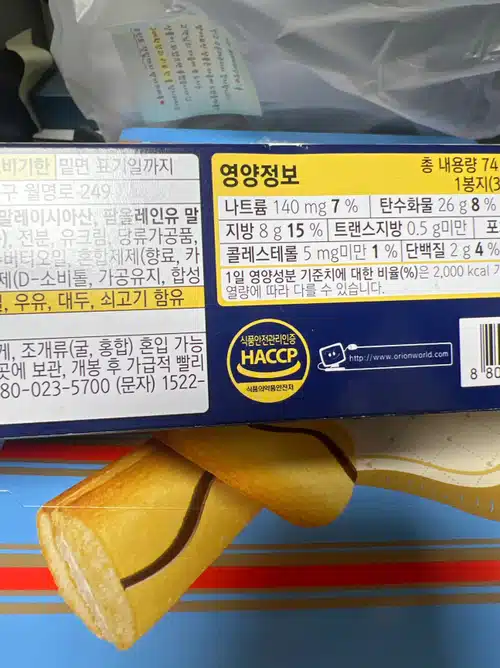 비기한 밑면 표기일까지
구 월명로 249
말레이시아산, 팜올레인유 말
전분, 유크림, 당류가공품,
버터오일, 혼합제제(향료, 카
제(D-소비톨, 가공유지, 합성
우유, 대두, 쇠고기 함유
게, 조개류(굴, 홍합) 혼입 가능
곳에 보관, 개봉 후 가급적 빨리
80-023-5700 (문자) 1522-
영양정보
총 내용량 74
1봉지(3
나트륨 140 mg 7 % 탄수화물 26 g 8 %
지방 8 g 15 % 트랜스지방 0.5 g미만 포
콜레스테롤 5 mg미만 1 % 단백질 2 g 4 %
1일 영양성분 기준치에 대한 비율(%)은 2,000 kcal
열량에 따라 다를 수 있습니다.
식품안전관리인증
HACCP
식품의약품안전처
http://www.orionworld.com
8 80